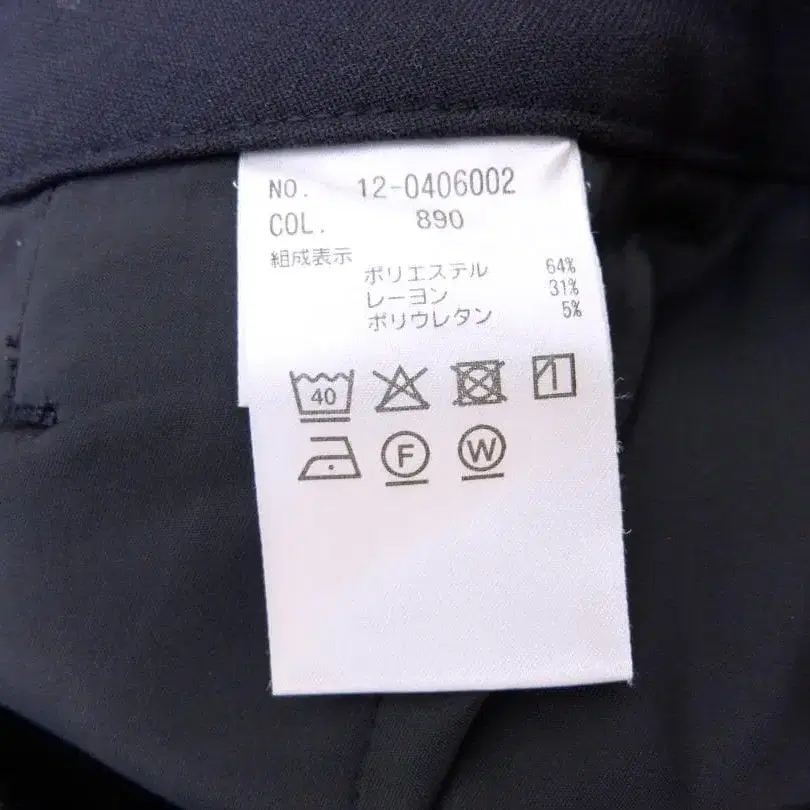 NO. 12-0406002
COL. 890
組成表示
ポリエステル 64%
レーヨン 31%
ポリウレタン 5%
40
F W